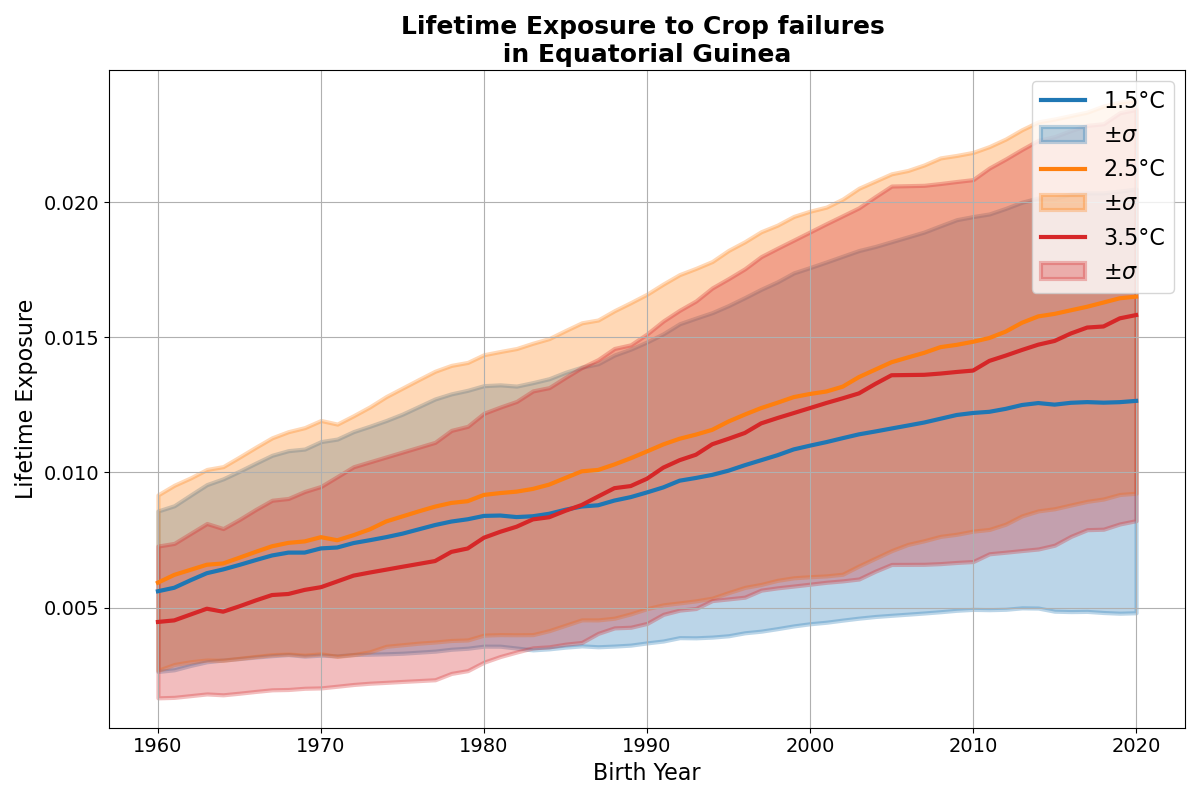 Lifetime Exposure to Crop failures
in Equatorial Guinea
1.5°C
±σ
2.5°C
±σ
3.5°C
±σ
Lifetime Exposure
0.020
0.015
0.010
0.005
1960
1970
1980
1990
2000
2010
2020
Birth Year